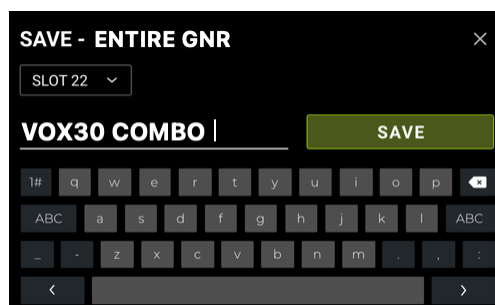 SAVE - ENTIRE GNR ×
SLOT 22
VOX30 COMBO SAVE
1# q w e r t y u i o p
ABC a s d f g h j k l ABC
_ - z x c v b n m . , :
< >